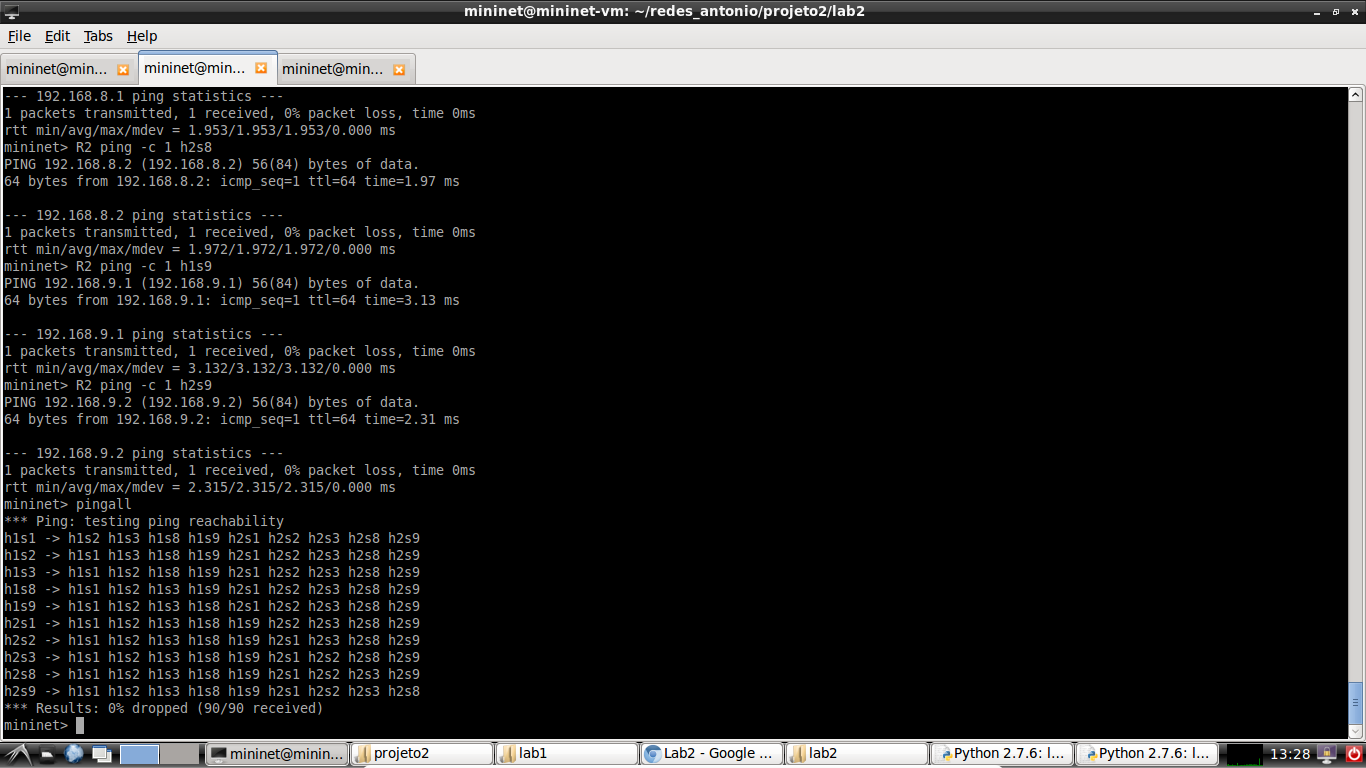 mininet@mininet-vm: ~/redes_antonio/projeto2/lab2
File Edit Tabs Help
mininet@min... mininet@min... mininet@min...
--- 192.168.8.1 ping statistics ---
1 packets transmitted, 1 received, 0% packet loss, time 0ms
rtt min/avg/max/mdev = 1.953/1.953/1.953/0.000 ms
mininet> R2 ping -c 1 h2s8
PING 192.168.8.2 (192.168.8.2) 56(84) bytes of data.
64 bytes from 192.168.8.2: icmp_seq=1 ttl=64 time=1.97 ms
--- 192.168.8.2 ping statistics ---
1 packets transmitted, 1 received, 0% packet loss, time 0ms
rtt min/avg/max/mdev = 1.972/1.972/1.972/0.000 ms
mininet> R2 ping -c 1 h1s9
PING 192.168.9.1 (192.168.9.1) 56(84) bytes of data.
64 bytes from 192.168.9.1: icmp_seq=1 ttl=64 time=3.13 ms
--- 192.168.9.1 ping statistics ---
1 packets transmitted, 1 received, 0% packet loss, time 0ms
rtt min/avg/max/mdev = 3.132/3.132/3.132/0.000 ms
mininet> R2 ping -c 1 h2s9
PING 192.168.9.2 (192.168.9.2) 56(84) bytes of data.
64 bytes from 192.168.9.2: icmp_seq=1 ttl=64 time=2.31 ms
--- 192.168.9.2 ping statistics ---
1 packets transmitted, 1 received, 0% packet loss, time 0ms
rtt min/avg/max/mdev = 2.315/2.315/2.315/0.000 ms
mininet> pingall
*** Ping: testing ping reachability
h1s1 -> h1s2 h1s3 h1s8 h1s9 h2s1 h2s2 h2s3 h2s8 h2s9
h1s2 -> h1s1 h1s3 h1s8 h1s9 h2s1 h2s2 h2s3 h2s8 h2s9
h1s3 -> h1s1 h1s2 h1s8 h1s9 h2s1 h2s2 h2s3 h2s8 h2s9
h1s8 -> h1s1 h1s2 h1s3 h1s9 h2s1 h2s2 h2s3 h2s8 h2s9
h1s9 -> h1s1 h1s2 h1s3 h1s8 h2s1 h2s2 h2s3 h2s8 h2s9
h2s1 -> h1s1 h1s2 h1s3 h1s8 h1s9 h2s2 h2s3 h2s8 h2s9
h2s2 -> h1s1 h1s2 h1s3 h1s8 h1s9 h2s1 h2s3 h2s8 h2s9
h2s3 -> h1s1 h1s2 h1s3 h1s8 h1s9 h2s1 h2s2 h2s8 h2s9
h2s8 -> h1s1 h1s2 h1s3 h1s8 h1s9 h2s1 h2s2 h2s3 h2s9
h2s9 -> h1s1 h1s2 h1s3 h1s8 h1s9 h2s1 h2s2 h2s3 h2s8
*** Results: 0% dropped (90/90 received)
mininet>
mininet@minin... projeto2 lab1 Lab2 - Google ... lab2 Python 2.7.6: l... Python 2.7.6: l... 13:28